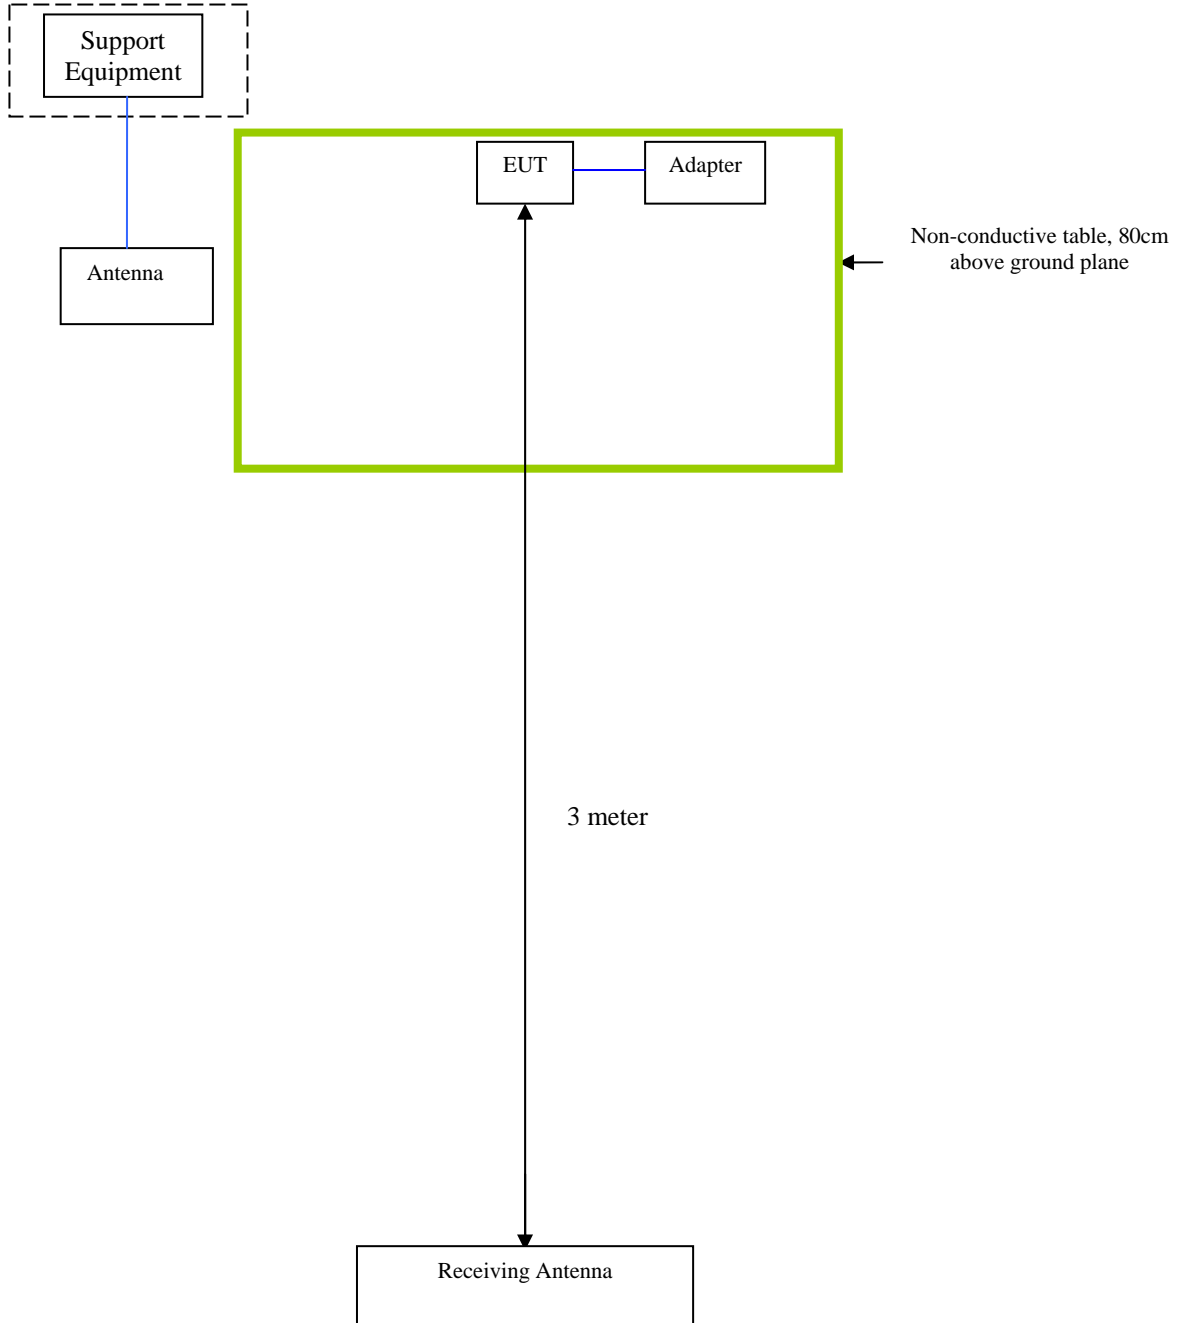 Support
Equipment
EUT
Adapter
Non-conductive table, 80cm
above ground plane
Antenna
3 meter
Receiving Antenna